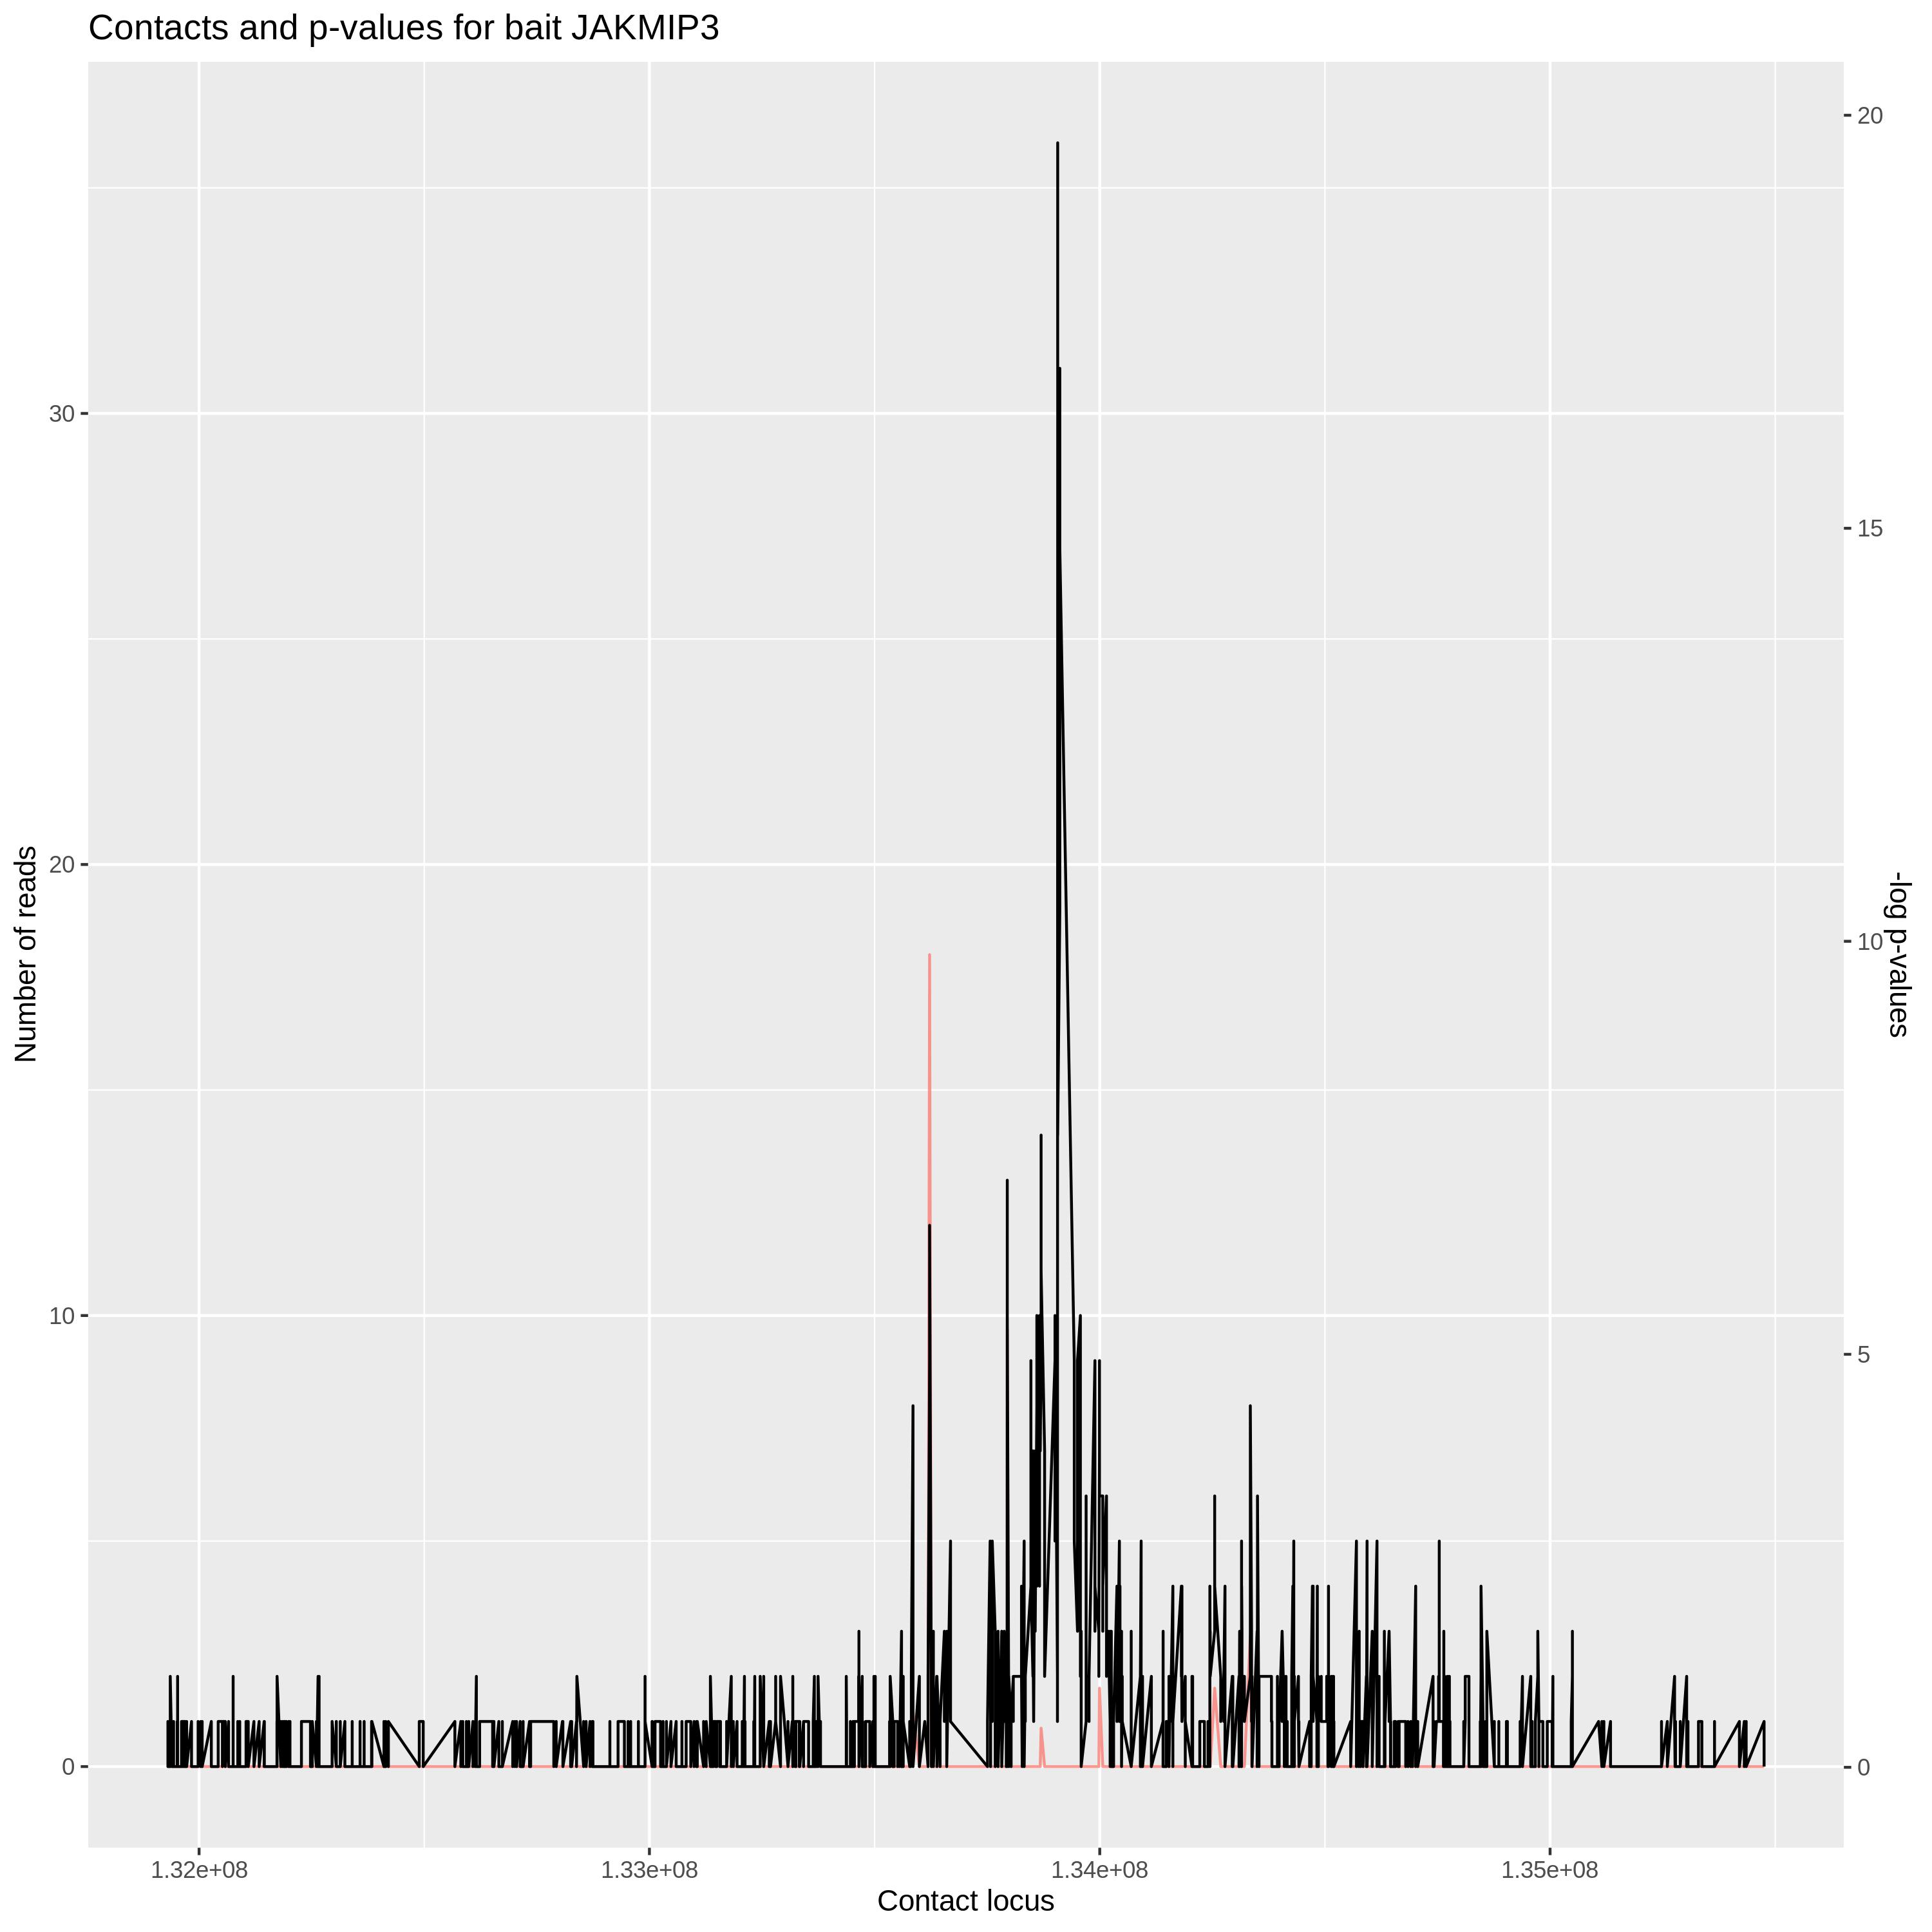 Contacts and p-values for bait JAKMIP3
Number of reads
30
20
10
0
20
15
10
5
0
-log p-values
1.32e+08 1.33e+08 1.34e+08 1.35e+08
Contact locus